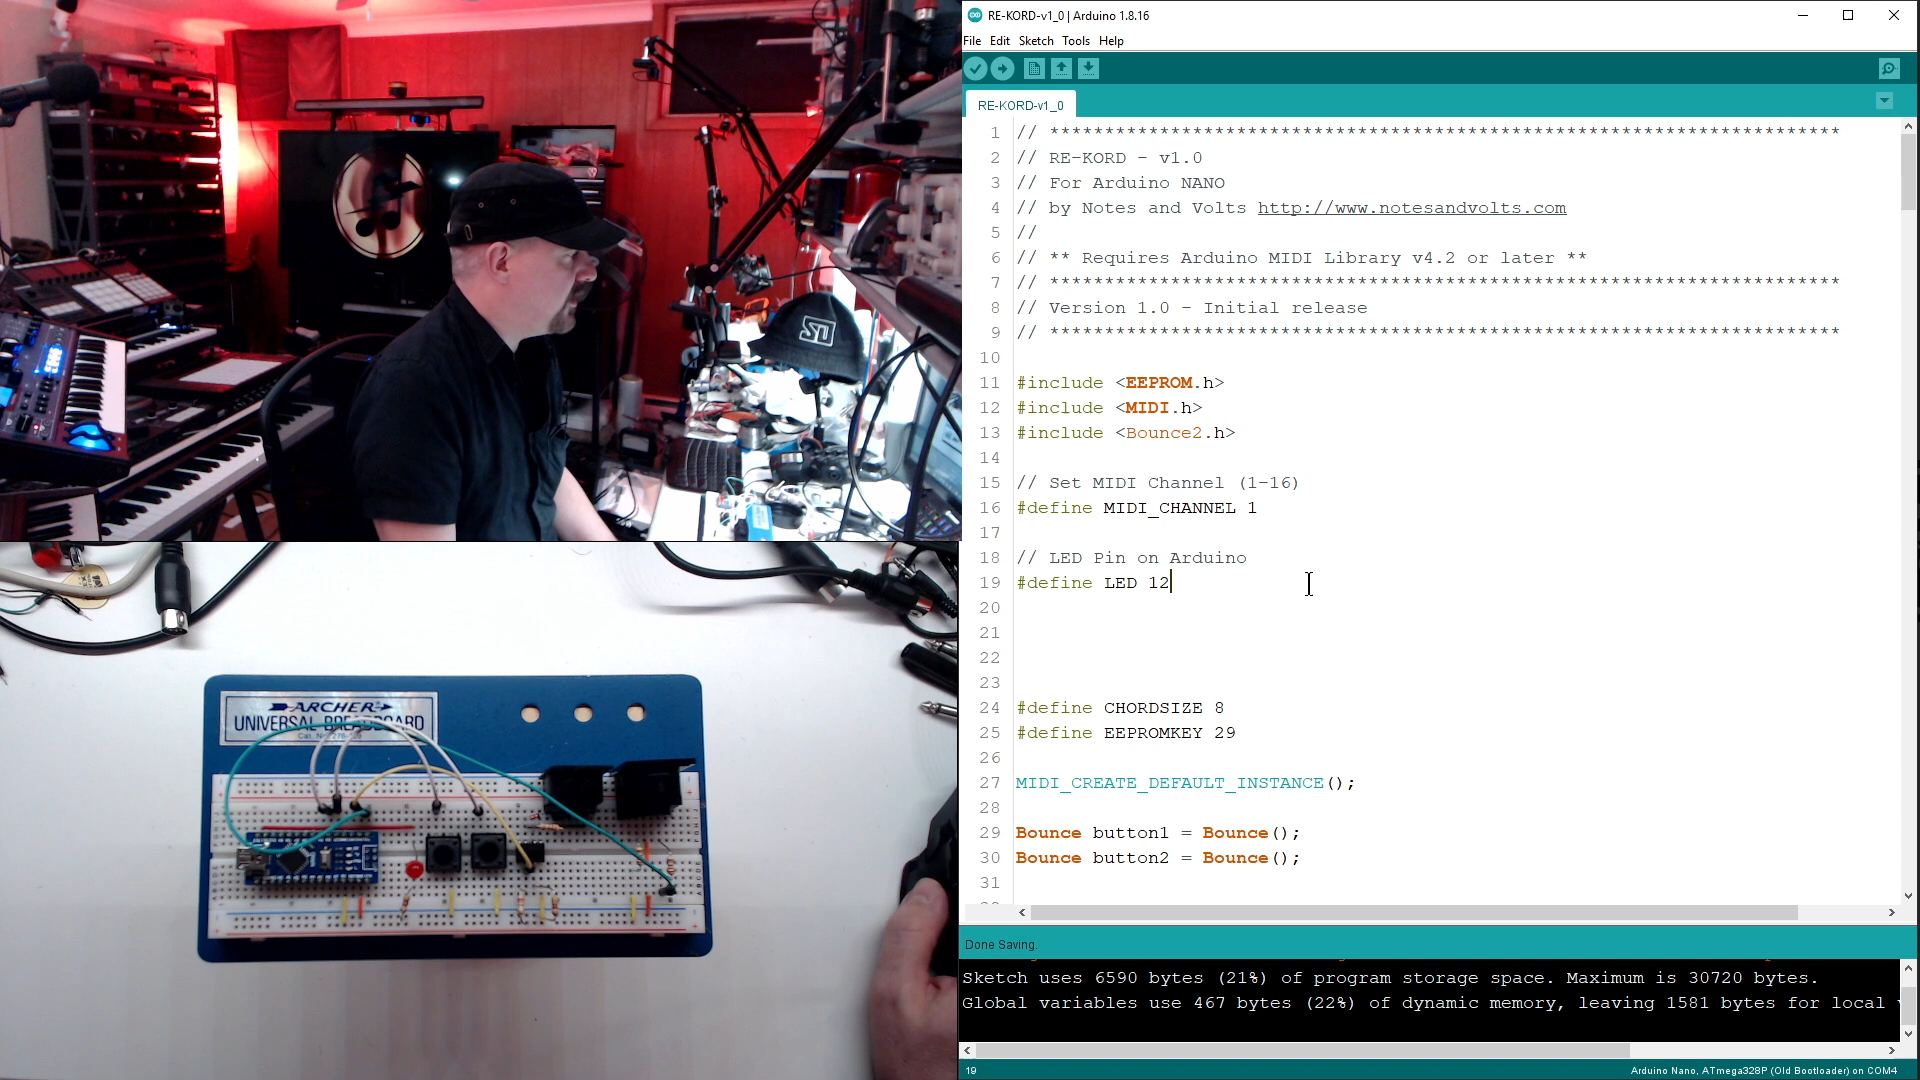 RE-KORD-v1_0 | Arduino 1.8.16
File Edit Sketch Tools Help
RE-KORD-v1_0
1 // ************************************************************************
2 // RE-KORD - v1.0
3 // For Arduino NANO
4 // by Notes and Volts http://www.notesandvolts.com
5 //
6 // ** Requires Arduino MIDI Library v4.2 or later **
7 // ************************************************************************
8 // Version 1.0 - Initial release
9 // ************************************************************************
10
11 #include <EEPROM.h>
12 #include <MIDI.h>
13 #include <Bounce2.h>
14
15 // Set MIDI Channel (1-16)
16 #define MIDI_CHANNEL 1
17
18 // LED Pin on Arduino
19 #define LED 12
20
21
22
23
24 #define CHORDSIZE 8
25 #define EEPROMKEY 29
26
27 MIDI_CREATE_DEFAULT_INSTANCE();
28
29 Bounce button1 = Bounce();
30 Bounce button2 = Bounce();
31
Done Saving.
Sketch uses 6590 bytes (21%) of program storage space. Maximum is 30720 bytes.
Global variables use 467 bytes (22%) of dynamic memory, leaving 1581 bytes for local
19
Arduino Nano, ATmega328P (Old Bootloader) on COM4
ARCHER
UNIVERSAL BREADBOARD